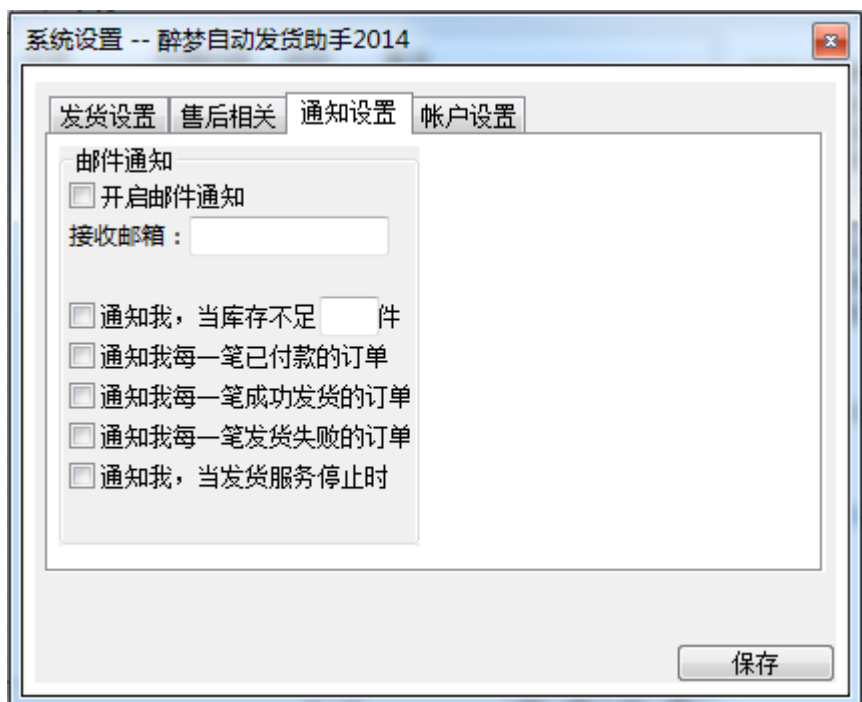 系统设置 -- 醉梦自动发货助手2014
发货设置 售后相关 通知设置 帐户设置
邮件通知
开启邮件通知
接收邮箱：
通知我，当库存不足 件
通知我每一笔已付款的订单
通知我每一笔成功发货的订单
通知我每一笔发货失败的订单
通知我，当发货服务停止时
保存